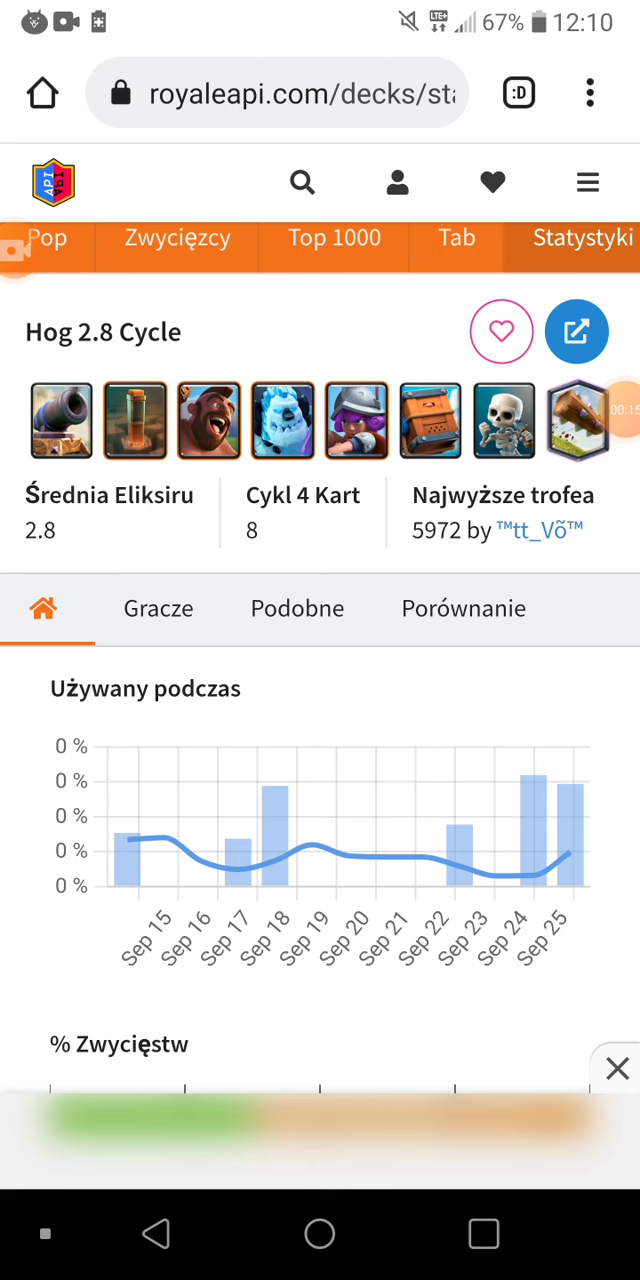 67% 12:10
royaleapi.com/decks/sta
:D
API
Pop Zwycięzcy Top 1000 Tab Statystyki
Hog 2.8 Cycle
00:15
Średnia Eliksiru Cykl 4 Kart Najwyższe trofea
2.8 8 5972 by ™tt_Võ™
Gracze Podobne Porównanie
Używany podczas
0 %
0 %
0 %
0 %
0 %
Sep 15 Sep 16 Sep 17 Sep 18 Sep 19 Sep 20 Sep 21 Sep 22 Sep 23 Sep 24 Sep 25
% Zwycięstw